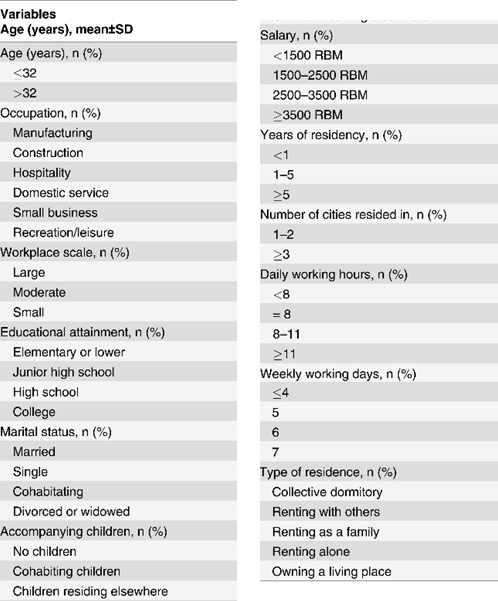 Variables
Age (years), mean±SD
Age (years), n (%)
<32
>32
Occupation, n (%)
Manufacturing
Construction
Hospitality
Domestic service
Small business
Recreation/leisure
Workplace scale, n (%)
Large
Moderate
Small
Educational attainment, n (%)
Elementary or lower
Junior high school
High school
College
Marital status, n (%)
Married
Single
Cohabitating
Divorced or widowed
Accompanying children, n (%)
No children
Cohabiting children
Children residing elsewhere
Salary, n (%)
<1500 RBM
1500–2500 RBM
2500–3500 RBM
≥3500 RBM
Years of residency, n (%)
<1
1–5
≥5
Number of cities resided in, n (%)
1–2
≥3
Daily working hours, n (%)
<8
= 8
8–11
≥11
Weekly working days, n (%)
≤4
5
6
7
Type of residence, n (%)
Collective dormitory
Renting with others
Renting as a family
Renting alone
Owning a living place